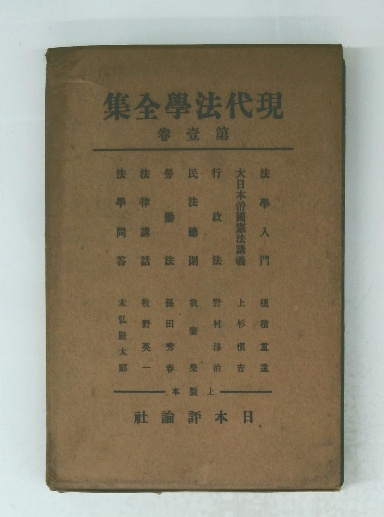 現代法學全集
第壹卷
法學入門　穗積重遠
大日本帝國憲法講義　上杉愼吉
行政法　野村淳治
民法總則　我妻榮
勞働法　孫田秀春
法律講話　牧野英一
法學問答　末弘嚴太郎
上製本
日本評論社